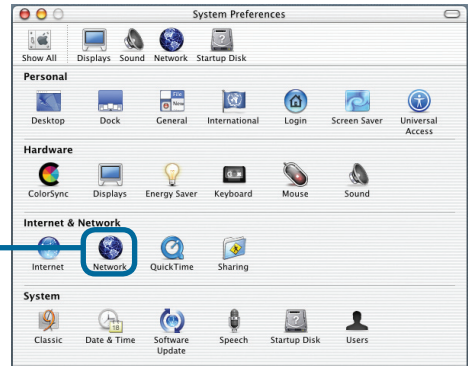 System Preferences
Show All Displays Sound Network Startup Disk
Personal
Desktop Dock General International Login Screen Saver Universal Access
Hardware
ColorSync Displays Energy Saver Keyboard Mouse Sound
Internet & Network
Internet Network QuickTime Sharing
System
18
Classic Date & Time Software Update Speech Startup Disk Users